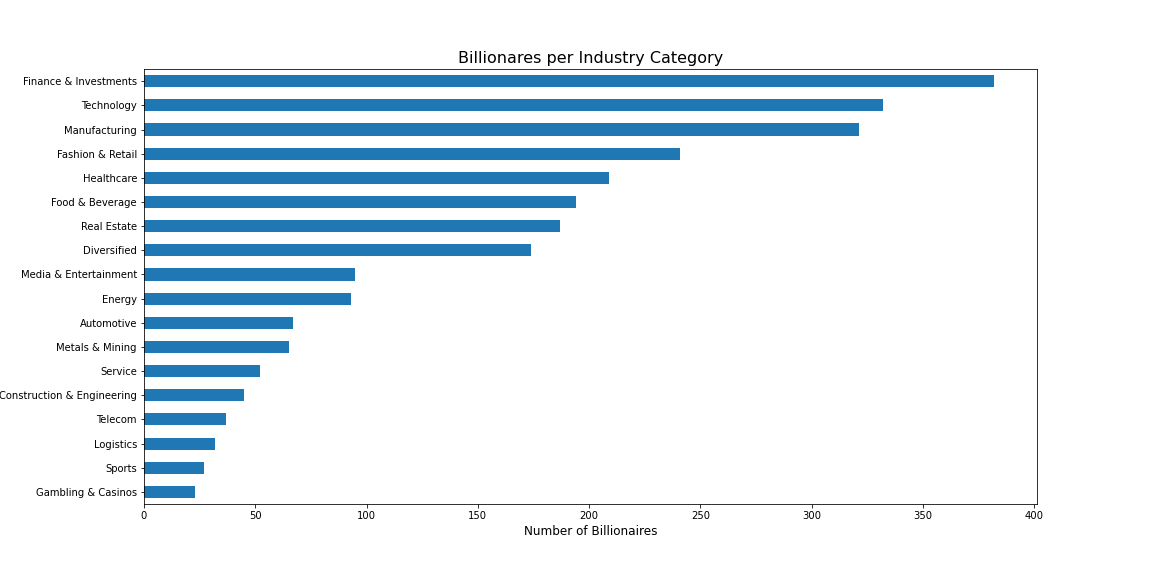 Billionares per Industry Category
Finance & Investments
Technology
Manufacturing
Fashion & Retail
Healthcare
Food & Beverage
Real Estate
Diversified
Media & Entertainment
Energy
Automotive
Metals & Mining
Service
Construction & Engineering
Telecom
Logistics
Sports
Gambling & Casinos
0 50 100 150 200 250 300 350 400
Number of Billionaires